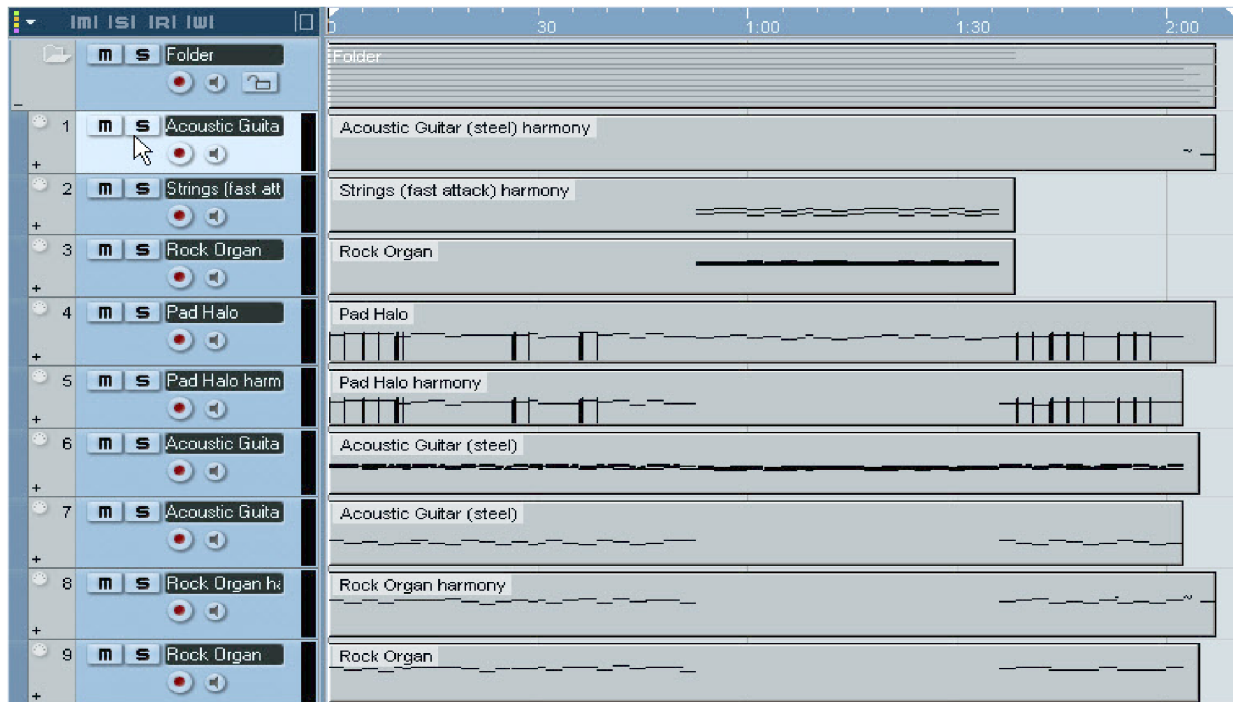 |M| |S| |R| |W|
0 30 1:00 1:30 2:00
m S Folder
Folder
1 m S Acoustic Guita
Acoustic Guitar (steel) harmony
2 m S Strings (fast att
Strings (fast attack) harmony
3 m S Rock Organ
Rock Organ
4 m S Pad Halo
Pad Halo
5 m S Pad Halo harm
Pad Halo harmony
6 m S Acoustic Guita
Acoustic Guitar (steel)
7 m S Acoustic Guita
Acoustic Guitar (steel)
8 m S Rock Organ ha
Rock Organ harmony
9 m S Rock Organ
Rock Organ